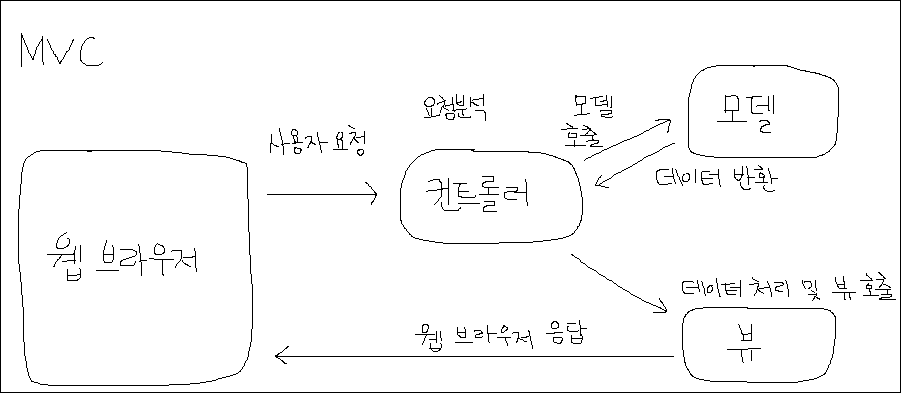 MVC
사용자 요청
요청분석
모델
호출
모델
데이터 반환
컨트롤러
웹 브라우저
데이터 처리 및 뷰 호출
뷰
웹 브라우저 응답